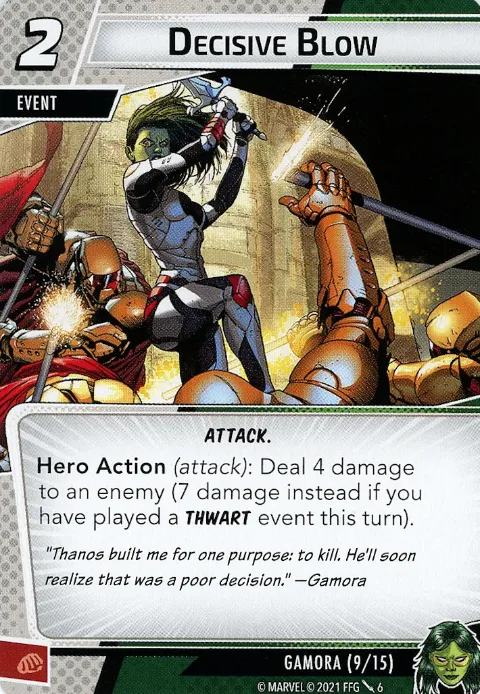 2
DECISIVE BLOW
EVENT
ATTACK.
Hero Action (attack): Deal 4 damage
to an enemy (7 damage instead if you
have played a THWART event this turn).
"Thanos built me for one purpose: to kill. He'll soon
realize that was a poor decision." —Gamora
GAMORA (9/15)
© MARVEL © 2021 FFG 6